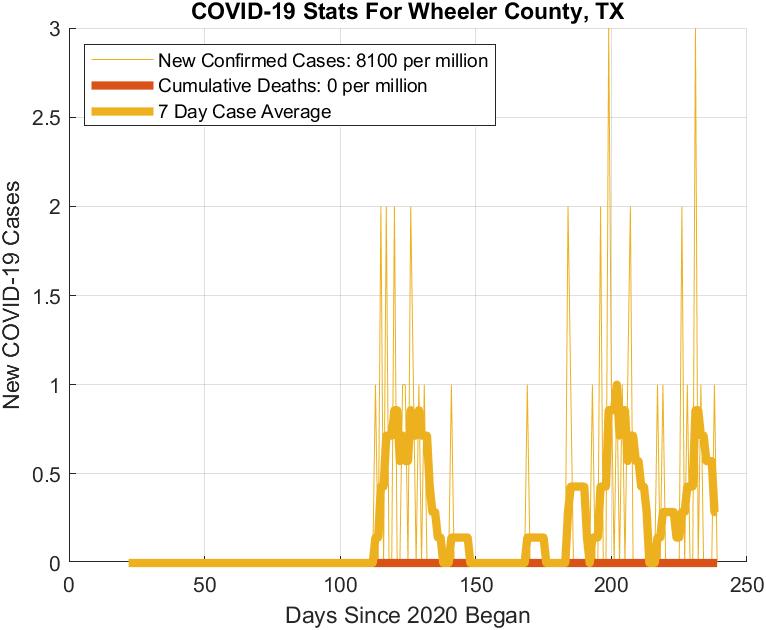 COVID-19 Stats For Wheeler County, TX
New Confirmed Cases: 8100 per million
Cumulative Deaths: 0 per million
7 Day Case Average
New COVID-19 Cases
3
2.5
2
1.5
1
0.5
0
0 50 100 150 200 250
Days Since 2020 Began